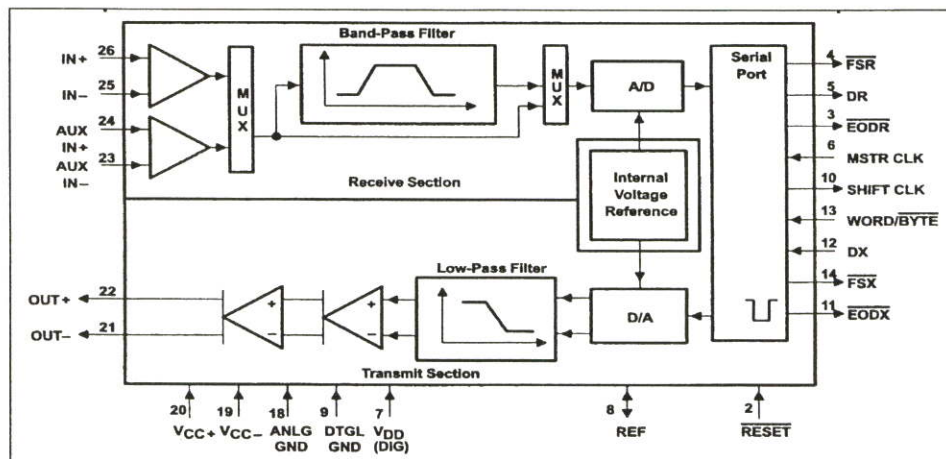 Band-Pass Filter
Serial
Port
26
IN+
25
IN–
24
AUX
IN+
23
AUX
IN–
MUX
MUX
A/D
4 FSR
5 DR
3 EODR
6 MSTR CLK
10 SHIFT CLK
13 WORD/BYTE
12 DX
14 FSX
11 EODX
Receive Section
Internal
Voltage
Reference
Low-Pass Filter
OUT+ 22
OUT– 21
+
–
+
–
D/A
Transmit Section
20 19 18 9 7 8 2
VCC+ VCC– ANLG DTGL VDD REF RESET
GND GND (DIG)